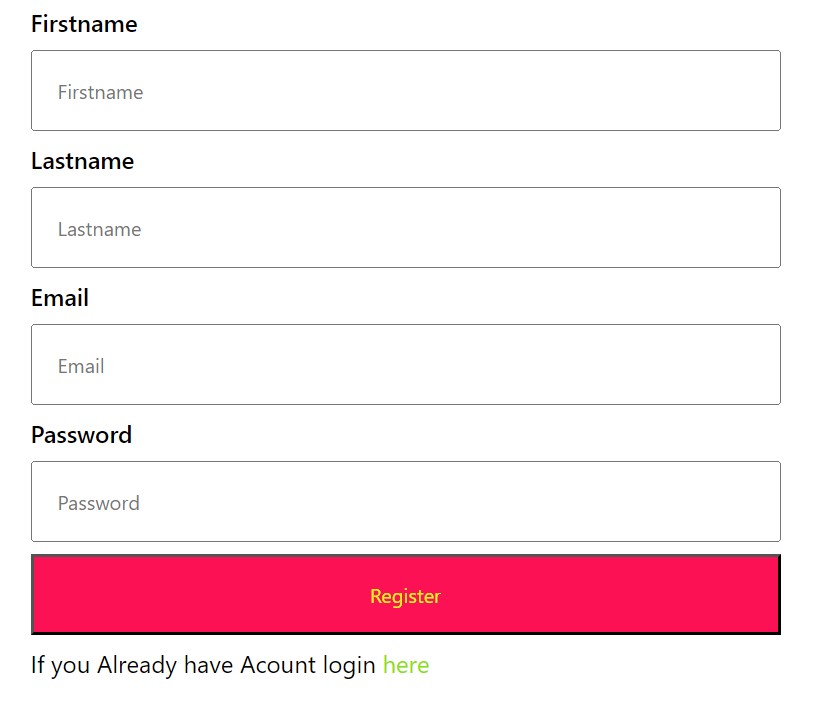 Firstname
Firstname
Lastname
Lastname
Email
Email
Password
Password
Register
If you Already have Acount login here